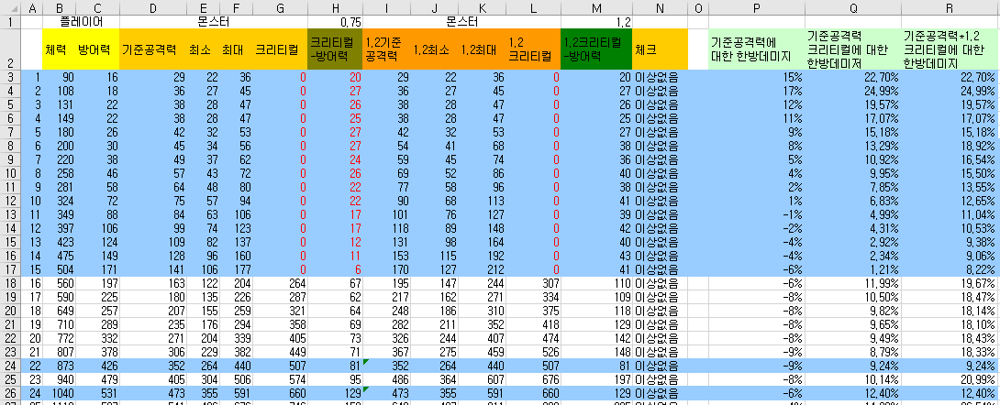 A B C D E F G H I J K L M N O P Q R
1 플레이어 몬스터 0.75 몬스터 1.2
2 체력 방어력 기준공격력 최소 최대 크리티컬 크리티컬-방어력 1.2기준공격력 1.2최소 1.2최대 1.2크리티컬 1.2크리티컬-방어력 체크 기준공격력에 대한 한방데미지 기준공격력 크리티컬에 대한 한방데미저 기준공격력*1.2 크리티컬에 대한 한방데미지
3 1 90 16 29 22 36 0 20 29 22 36 0 20 이상없음 15% 22.70% 22.70%
4 2 108 18 36 27 45 0 27 36 27 45 0 27 이상없음 17% 24.99% 24.99%
5 3 131 22 38 28 47 0 26 38 28 47 0 26 이상없음 12% 19.57% 19.57%
6 4 149 22 38 28 47 0 25 38 28 47 0 25 이상없음 11% 17.07% 17.07%
7 5 180 26 42 32 53 0 27 42 32 53 0 27 이상없음 9% 15.18% 15.18%
8 6 200 30 45 34 56 0 27 54 41 68 0 38 이상없음 8% 13.29% 18.92%
9 7 220 38 49 37 62 0 24 59 45 74 0 36 이상없음 5% 10.92% 16.54%
10 8 258 46 57 43 72 0 26 69 52 86 0 40 이상없음 4% 9.95% 15.50%
11 9 281 58 64 48 80 0 22 77 58 96 0 38 이상없음 2% 7.85% 13.55%
12 10 324 72 75 57 94 0 22 90 68 113 0 41 이상없음 1% 6.83% 12.65%
13 11 349 88 84 63 106 0 17 101 76 127 0 39 이상없음 -1% 4.99% 11.04%
14 12 397 106 99 74 123 0 17 118 89 148 0 42 이상없음 -2% 4.31% 10.53%
15 13 423 124 109 82 137 0 12 131 98 164 0 40 이상없음 -4% 2.92% 9.38%
16 14 475 149 128 96 160 0 11 153 115 192 0 43 이상없음 -4% 2.34% 9.06%
17 15 504 171 141 106 177 0 6 170 127 212 0 41 이상없음 -6% 1.21% 8.22%
18 16 560 197 163 122 204 264 67 195 147 244 307 110 이상없음 -6% 11.99% 19.67%
19 17 590 225 180 135 226 287 62 217 162 271 334 109 이상없음 -8% 10.50% 18.47%
20 18 649 257 207 155 259 321 64 248 186 310 375 118 이상없음 -8% 9.82% 18.14%
21 19 710 289 235 176 294 358 69 282 211 352 418 129 이상없음 -8% 9.65% 18.10%
22 20 772 332 271 204 339 405 73 326 244 407 474 142 이상없음 -8% 9.49% 18.43%
23 21 807 378 306 229 382 449 71 367 275 459 526 148 이상없음 -9% 8.79% 18.33%
24 22 873 426 352 264 440 507 81 352 264 440 507 81 이상없음 -9% 9.24% 9.24%
25 23 940 479 405 304 506 574 95 486 364 607 676 197 이상없음 -8% 10.14% 20.99%
26 24 1040 531 473 355 591 660 129 473 355 591 660 129 이상없음 -6% 12.40% 12.40%